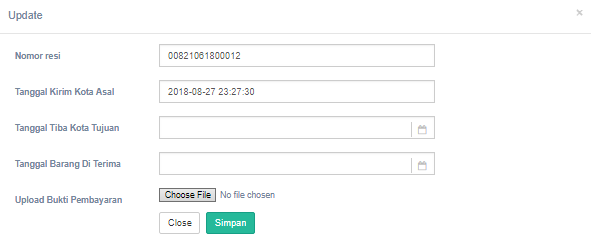 Update ×
Nomor resi 00821061800012
Tanggal Kirim Kota Asal 2018-08-27 23:27:30
Tanggal Tiba Kota Tujuan
Tanggal Barang Di Terima
Upload Bukti Pembayaran Choose File No file chosen
Close Simpan